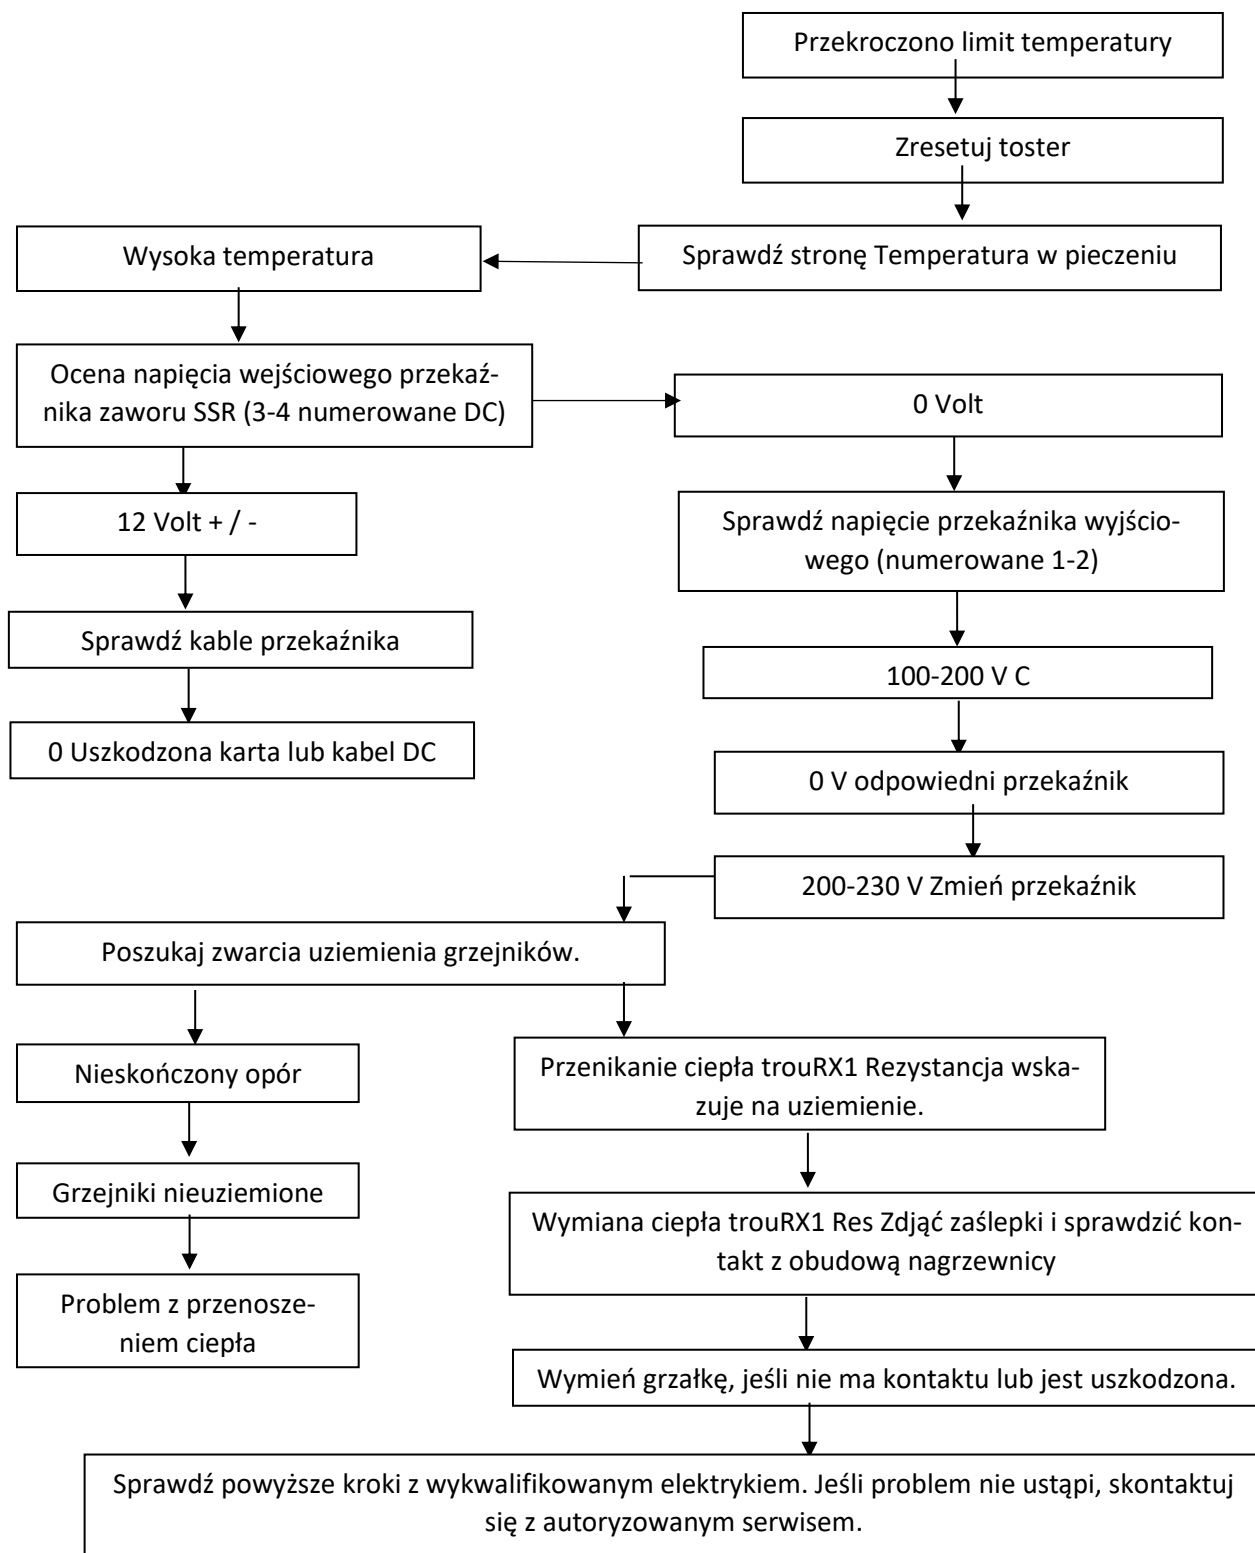 Przekroczono limit temperatury
Zresetuj toster
Sprawdź stronę Temperatura w pieczeniu
Wysoka temperatura
Ocena napięcia wejściowego przekaź-
nika zaworu SSR (3-4 numerowane DC)
0 Volt
12 Volt + / -
Sprawdź napięcie przekaźnika wyjścio-
wego (numerowane 1-2)
Sprawdź kable przekaźnika
100-200 V C
0 Uszkodzona karta lub kabel DC
0 V odpowiedni przekaźnik
200-230 V Zmień przekaźnik
Poszukaj zwarcia uziemienia grzejników.
Nieskończony opór
Przenikanie ciepła trouRX1 Rezystancja wska-
zuje na uziemienie.
Grzejniki nieuziemione
Wymiana ciepła trouRX1 Res Zdjąć zaślepki i sprawdzić kon-
takt z obudową nagrzewnicy
Problem z przenosze-
niem ciepła
Wymień grzałkę, jeśli nie ma kontaktu lub jest uszkodzona.
Sprawdź powyższe kroki z wykwalifikowanym elektrykiem. Jeśli problem nie ustąpi, skontaktuj
się z autoryzowanym serwisem.